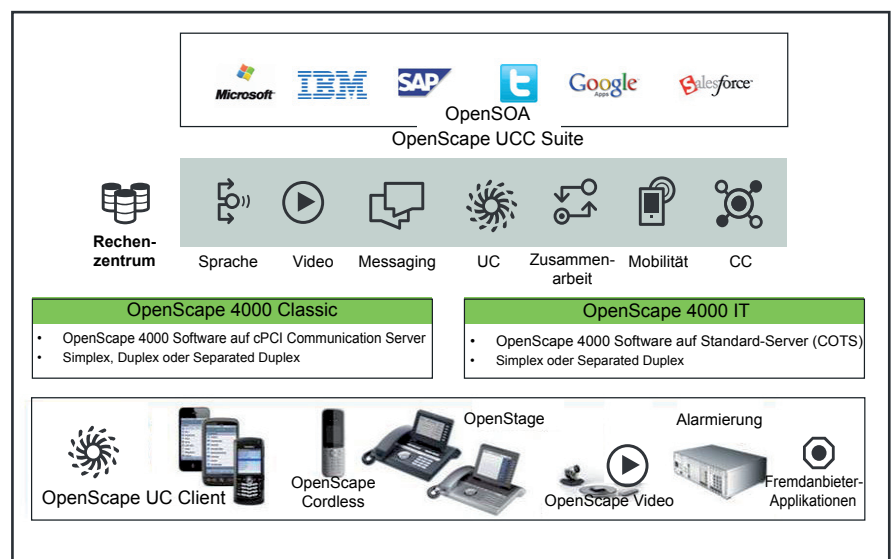 Microsoft IBM SAP t Google Apps salesforce
OpenSOA
OpenScape UCC Suite
Rechen-
zentrum
Sprache Video Messaging UC Zusammen-
arbeit Mobilität CC
OpenScape 4000 Classic
• OpenScape 4000 Software auf cPCI Communication Server
• Simplex, Duplex oder Separated Duplex
OpenScape 4000 IT
• OpenScape 4000 Software auf Standard-Server (COTS)
• Simplex oder Separated Duplex
OpenScape UC Client
OpenScape
Cordless
OpenStage
OpenScape Video
Alarmierung
Fremdanbieter-
Applikationen